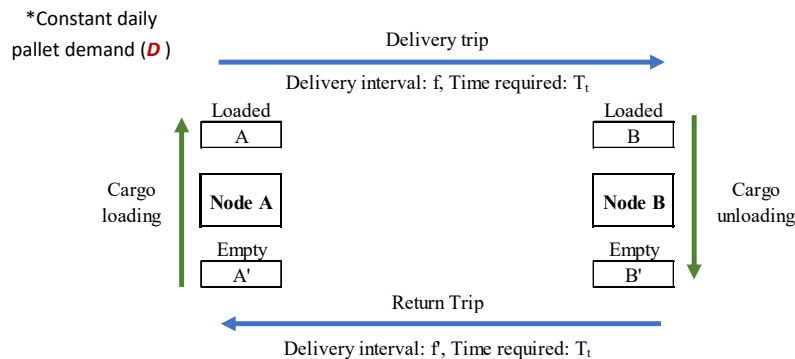 *Constant daily
pallet demand (D )
Delivery trip
Delivery interval: f, Time required: Tₜ
Loaded
A
Loaded
B
Cargo
loading
Node A
Node B
Cargo
unloading
Empty
A'
Empty
B'
Return Trip
Delivery interval: f', Time required: Tₜ